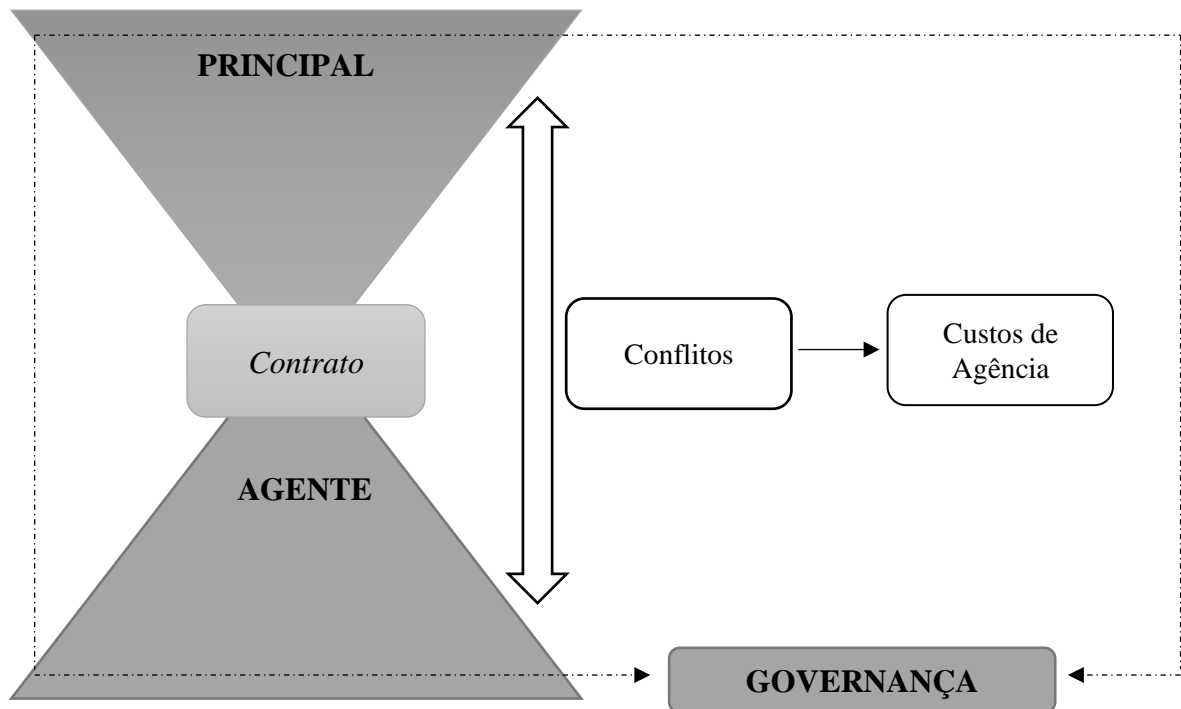 PRINCIPAL
Contrato
Conflitos
Custos de
Agência
AGENTE
GOVERNANÇA